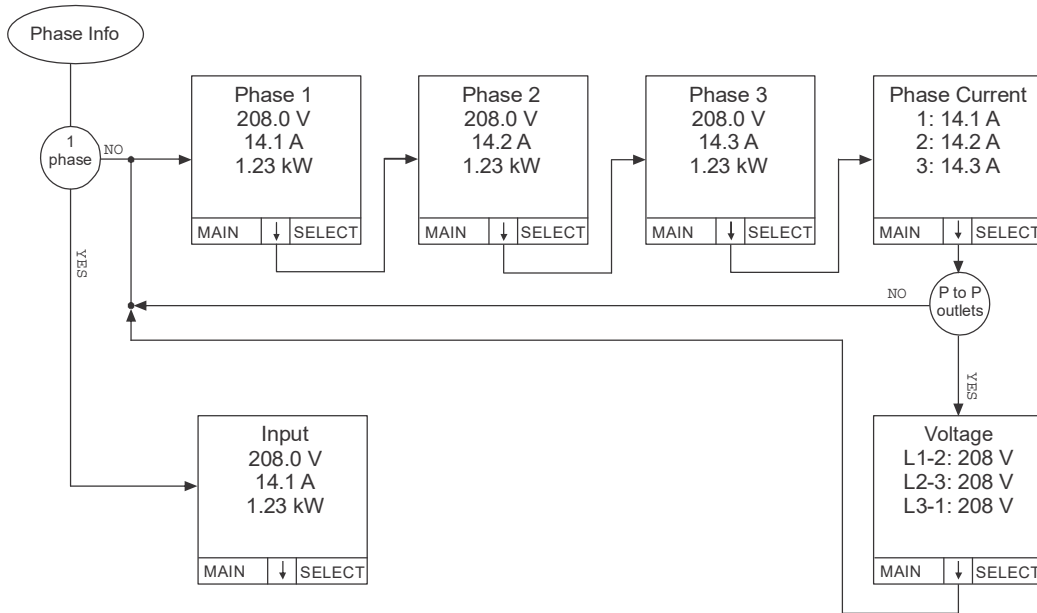 Phase Info
1
phase
NO
YES
Phase 1
208.0 V
14.1 A
1.23 kW
MAIN ↓ SELECT
Phase 2
208.0 V
14.2 A
1.23 kW
MAIN ↓ SELECT
Phase 3
208.0 V
14.3 A
1.23 kW
MAIN ↓ SELECT
Phase Current
1: 14.1 A
2: 14.2 A
3: 14.3 A
MAIN ↓ SELECT
P to P
outlets
NO
YES
Input
208.0 V
14.1 A
1.23 kW
MAIN ↓ SELECT
Voltage
L1-2: 208 V
L2-3: 208 V
L3-1: 208 V
MAIN ↓ SELECT